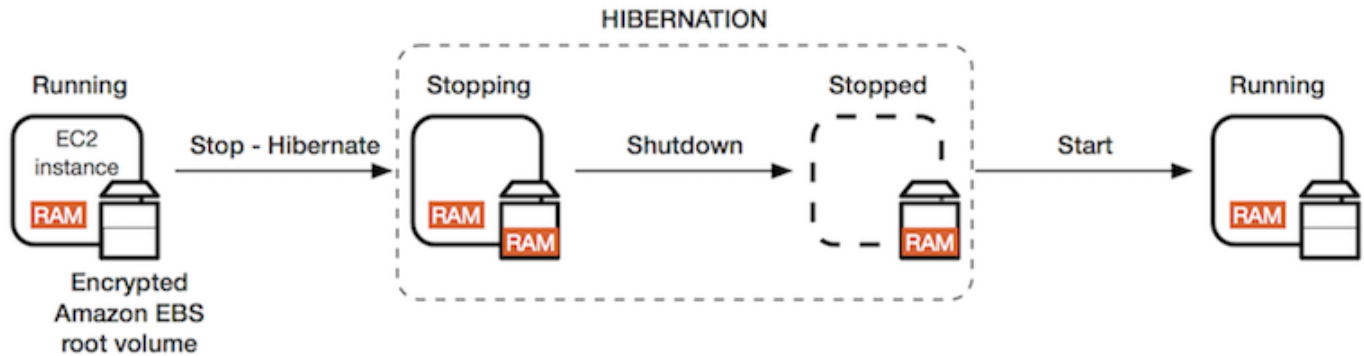 HIBERNATION
Running
Stopping
Stopped
Running
EC2
instance
Stop - Hibernate
Shutdown
Start
RAM
RAM
RAM
RAM
RAM
Encrypted
Amazon EBS
root volume